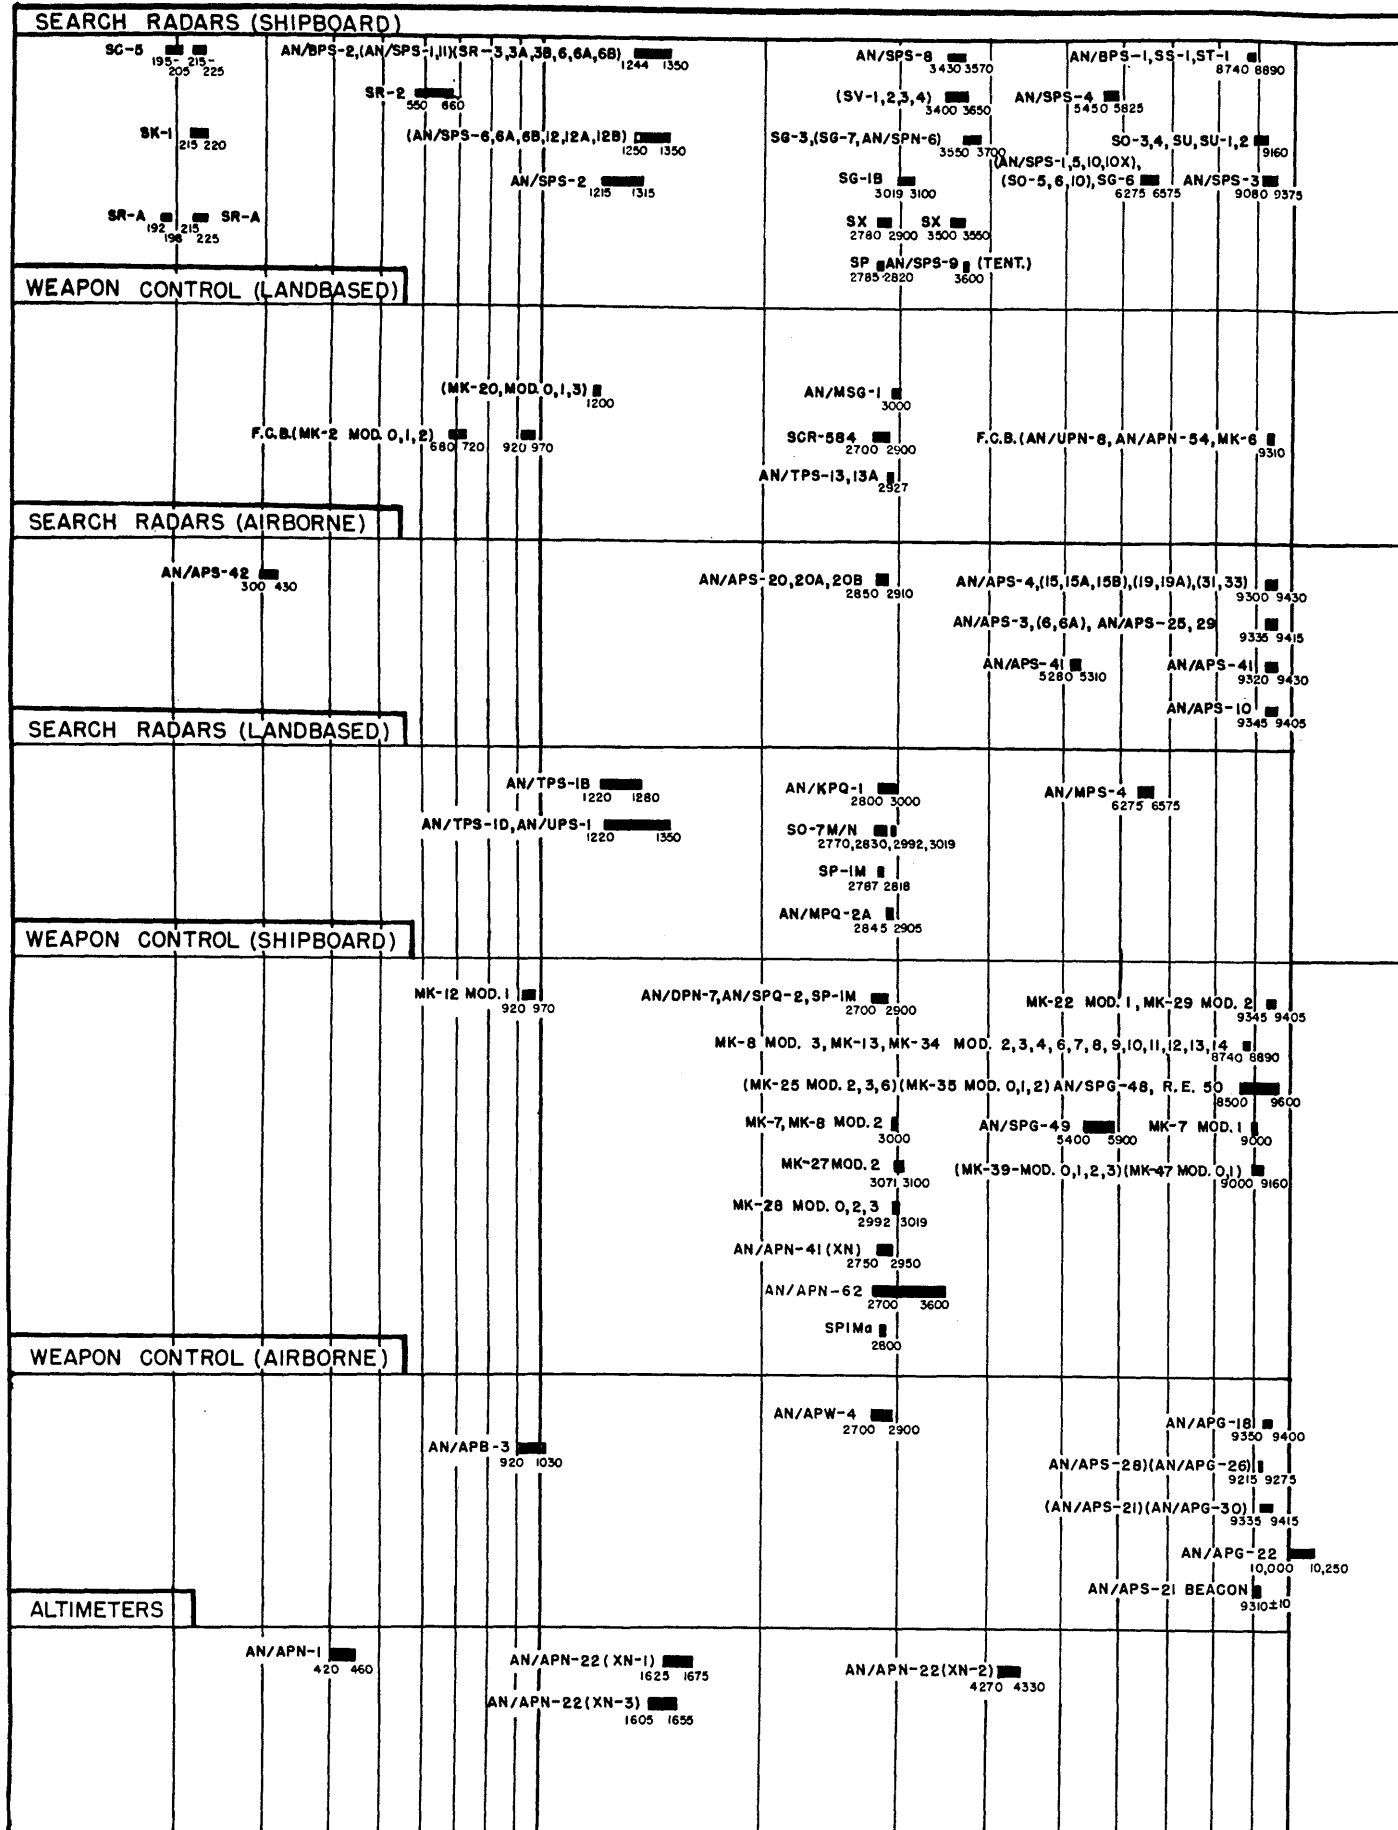 SEARCH RADARS (SHIPBOARD)
SC-5
195- 215-
205 225
AN/BPS-2,(AN/SPS-1,11)(SR-3,3A,3B,6,6A,6B)
1244 1350
AN/SPS-8
3430 3570
AN/BPS-1,SS-1,ST-1
8740 8890
SR-2
550 660
(SV-1,2,3,4)
3400 3650
AN/SPS-4
5450 5825
SK-1
215 220
(AN/SPS-6,6A,6B,12,12A,12B)
1250 1350
SG-3,(SG-7,AN/SPN-6)
3550 3700
SO-3,4,SU,SU-1,2
9160
(AN/SPS-1,5,10,10X),
AN/SPS-2
1215 1315
SG-1B
3019 3100
(SO-5,6,10),SG-6
6275 6575
AN/SPS-3
9080 9375
SR-A SR-A
192 215
198 225
SX
2780 2900
SX
3500 3550
SP
2785-2820
AN/SPS-9 (TENT.)
3600
WEAPON CONTROL (LANDBASED)
(MK-20,MOD.0,1,3)
1200
AN/MSG-1
3000
F.C.B.(MK-2 MOD. 0,1,2)
680 720 920 970
SCR-584
2700 2900
F.C.B.(AN/UPN-8,AN/APN-54,MK-6
9310
AN/TPS-13,13A
2927
SEARCH RADARS (AIRBORNE)
AN/APS-42
300 430
AN/APS-20,20A,20B
2850 2910
AN/APS-4,(15,15A,15B),(19,19A),(31,33)
9300 9430
AN/APS-3,(6,6A), AN/APS-25,29
9335 9415
AN/APS-41
5280 5310
AN/APS-41
9320 9430
AN/APS-10
9345 9405
SEARCH RADARS (LANDBASED)
AN/TPS-1B
1220 1280
AN/KPQ-1
2800 3000
AN/MPS-4
6275 6575
AN/TPS-1D,AN/UPS-1
1220 1350
SO-7M/N
2770,2830,2992,3019
SP-1M
2787 2818
AN/MPQ-2A
2845 2905
WEAPON CONTROL (SHIPBOARD)
MK-12 MOD.1
920 970
AN/DPN-7,AN/SPQ-2,SP-1M
2700 2900
MK-22 MOD.1,MK-29 MOD. 2
9345 9405
MK-8 MOD. 3,MK-13,MK-34 MOD. 2,3,4,6,7,8,9,10,11,12,13,14
8740 8890
(MK-25 MOD. 2,3,6)(MK-35 MOD. 0,1,2) AN/SPG-48, R.E. 50
8500 9600
MK-7,MK-8 MOD. 2
3000
AN/SPG-49
5400 5900
MK-7 MOD.1
9000
MK-27 MOD. 2
3071 3100
(MK-39-MOD. 0,1,2,3)(MK-47 MOD. 0,1)
9000 9160
MK-28 MOD. 0,2,3
2992 3019
AN/APN-41(XN)
2750 2950
AN/APN-62
2700 3600
SP1Ma
2800
WEAPON CONTROL (AIRBORNE)
AN/APW-4
2700 2900
AN/APG-18
9350 9400
AN/APB-3
920 1030
AN/APS-28)(AN/APG-26)
9215 9275
(AN/APS-21)(AN/APG-30)
9335 9415
AN/APG-22
10,000 10,250
AN/APS-21 BEACON
9310±10
ALTIMETERS
AN/APN-1
420 460
AN/APN-22(XN-1)
1625 1675
AN/APN-22(XN-2)
4270 4330
AN/APN-22(XN-3)
1605 1655